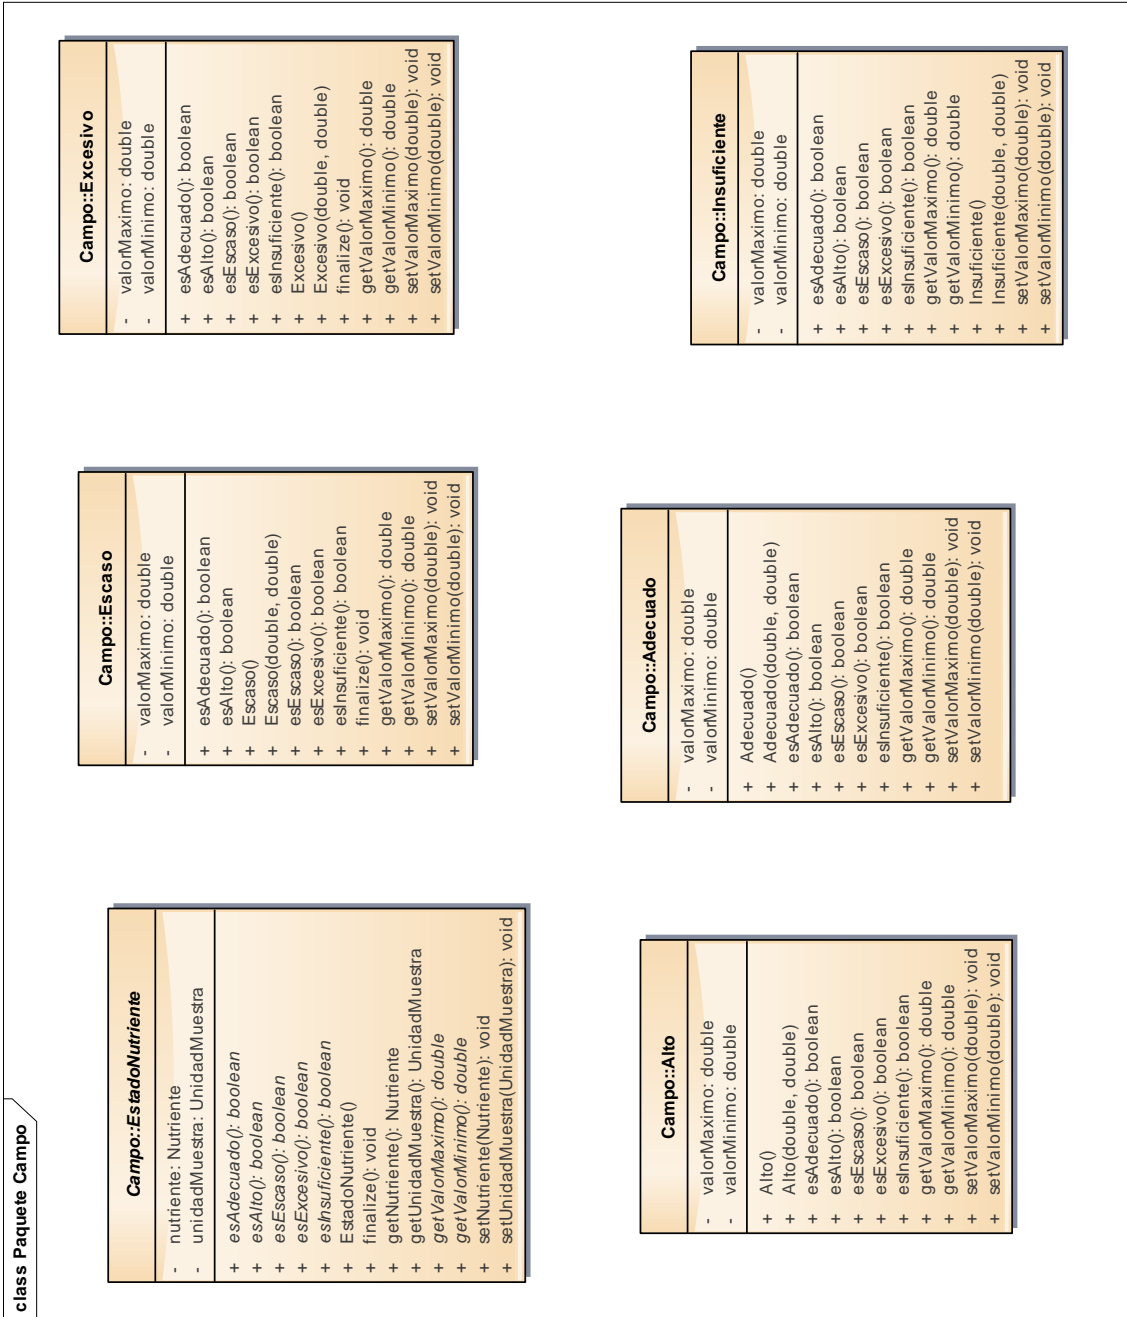 class Paquete Campo
Campo::EstadoNutriente
- nutriente: Nutriente
- unidadMuestra: UnidadMuestra
+ esAdecuado(): boolean
+ esAlto(): boolean
+ esEscaso(): boolean
+ esExcesivo(): boolean
+ esInsuficiente(): boolean
+ EstadoNutriente()
+ finalize(): void
+ getNutriente(): Nutriente
+ getUnidadMuestra(): UnidadMuestra
+ getValorMaximo(): double
+ getValorMinimo(): double
+ setNutriente(Nutriente): void
+ setUnidadMuestra(UnidadMuestra): void
Campo::Escaso
- valorMaximo: double
- valorMinimo: double
+ esAdecuado(): boolean
+ esAlto(): boolean
+ Escaso()
+ Escaso(double, double)
+ esEscaso(): boolean
+ esExcesivo(): boolean
+ esInsuficiente(): boolean
+ finalize(): void
+ getValorMaximo(): double
+ getValorMinimo(): double
+ setValorMaximo(double): void
+ setValorMinimo(double): void
Campo::Excesivo
- valorMaximo: double
- valorMinimo: double
+ esAdecuado(): boolean
+ esAlto(): boolean
+ esEscaso(): boolean
+ esExcesivo(): boolean
+ esInsuficiente(): boolean
+ Excesivo()
+ Excesivo(double, double)
+ finalize(): void
+ getValorMaximo(): double
+ getValorMinimo(): double
+ setValorMaximo(double): void
+ setValorMinimo(double): void
Campo::Alto
- valorMaximo: double
- valorMinimo: double
+ Alto()
+ Alto(double, double)
+ esAdecuado(): boolean
+ esAlto(): boolean
+ esEscaso(): boolean
+ esExcesivo(): boolean
+ esInsuficiente(): boolean
+ getValorMaximo(): double
+ getValorMinimo(): double
+ setValorMaximo(double): void
+ setValorMinimo(double): void
Campo::Adecuado
- valorMaximo: double
- valorMinimo: double
+ Adecuado()
+ Adecuado(double, double)
+ esAdecuado(): boolean
+ esAlto(): boolean
+ esEscaso(): boolean
+ esExcesivo(): boolean
+ esInsuficiente(): boolean
+ getValorMaximo(): double
+ getValorMinimo(): double
+ setValorMaximo(double): void
+ setValorMinimo(double): void
Campo::Insuficiente
- valorMaximo: double
- valorMinimo: double
+ esAdecuado(): boolean
+ esAlto(): boolean
+ esEscaso(): boolean
+ esExcesivo(): boolean
+ esInsuficiente(): boolean
+ getValorMaximo(): double
+ getValorMinimo(): double
+ Insuficiente()
+ Insuficiente(double, double)
+ setValorMaximo(double): void
+ setValorMinimo(double): void